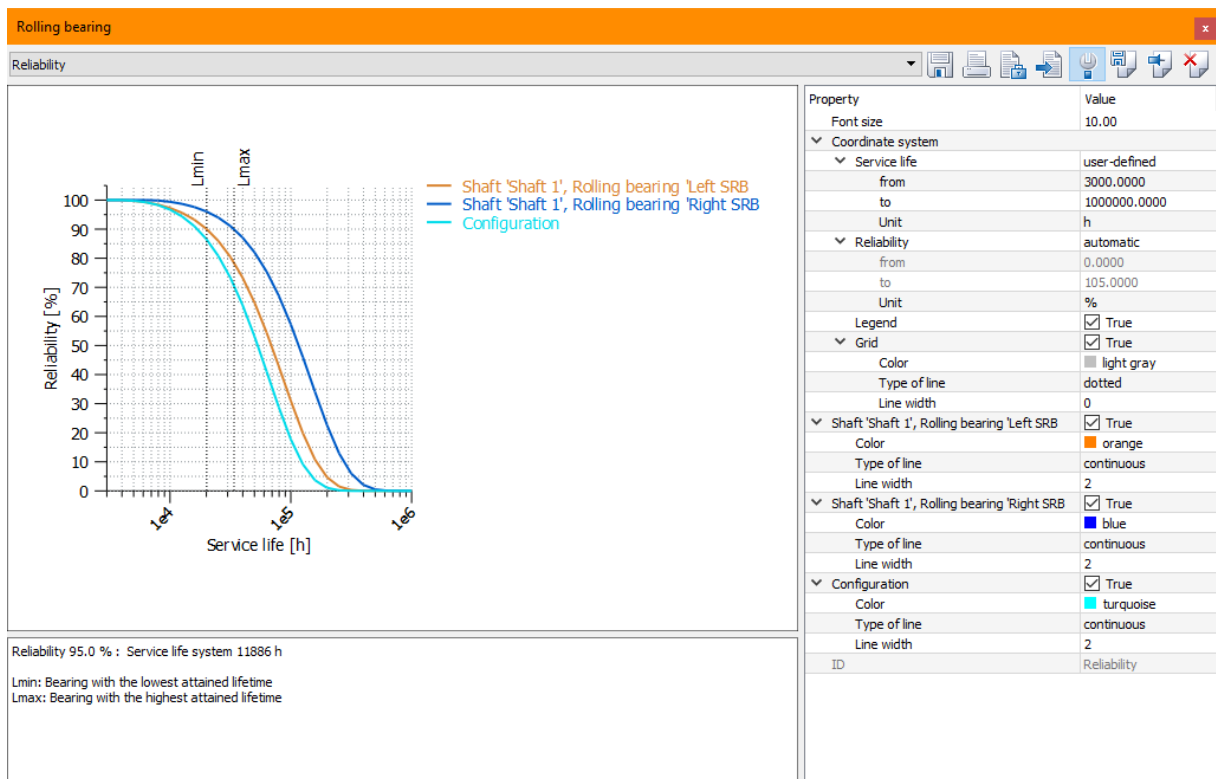 Rolling bearing
x
Reliability
Lmin
Lmax
Shaft 'Shaft 1', Rolling bearing 'Left SRB
Shaft 'Shaft 1', Rolling bearing 'Right SRB
Configuration
100
90
80
70
60
50
40
30
20
10
0
Reliability [%]
1e4
1e5
1e6
Service life [h]
Reliability 95.0 % : Service life system 11886 h
Lmin: Bearing with the lowest attained lifetime
Lmax: Bearing with the highest attained lifetime
Property Value
Font size 10.00
Coordinate system
Service life user-defined
from 3000.0000
to 1000000.0000
Unit h
Reliability automatic
from 0.0000
to 105.0000
Unit %
Legend True
Grid True
Color light gray
Type of line dotted
Line width 0
Shaft 'Shaft 1', Rolling bearing 'Left SRB True
Color orange
Type of line continuous
Line width 2
Shaft 'Shaft 1', Rolling bearing 'Right SRB True
Color blue
Type of line continuous
Line width 2
Configuration True
Color turquoise
Type of line continuous
Line width 2
ID Reliability